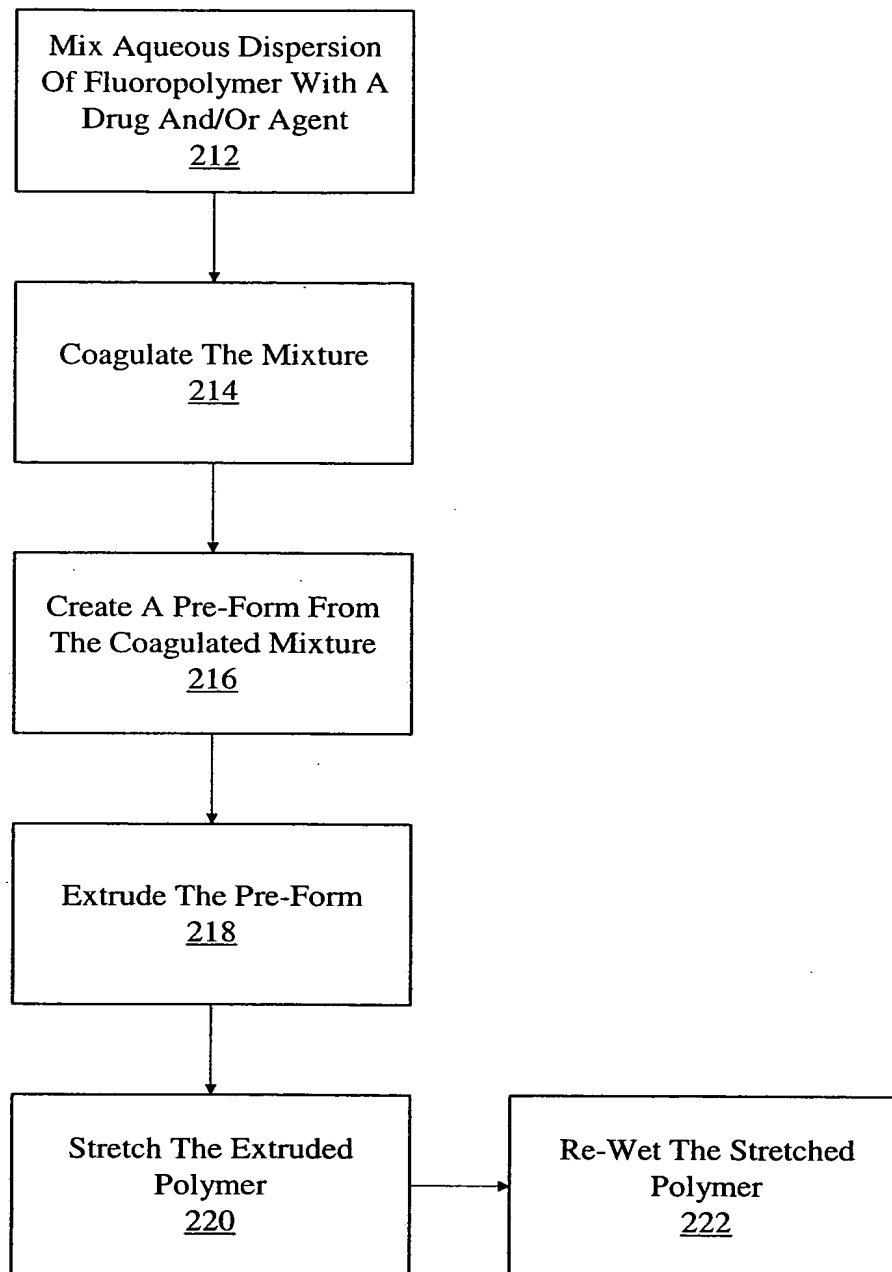 Mix Aqueous Dispersion
Of Fluoropolymer With A
Drug And/Or Agent
212
Coagulate The Mixture
214
Create A Pre-Form From
The Coagulated Mixture
216
Extrude The Pre-Form
218
Stretch The Extruded
Polymer
220
Re-Wet The Stretched
Polymer
222